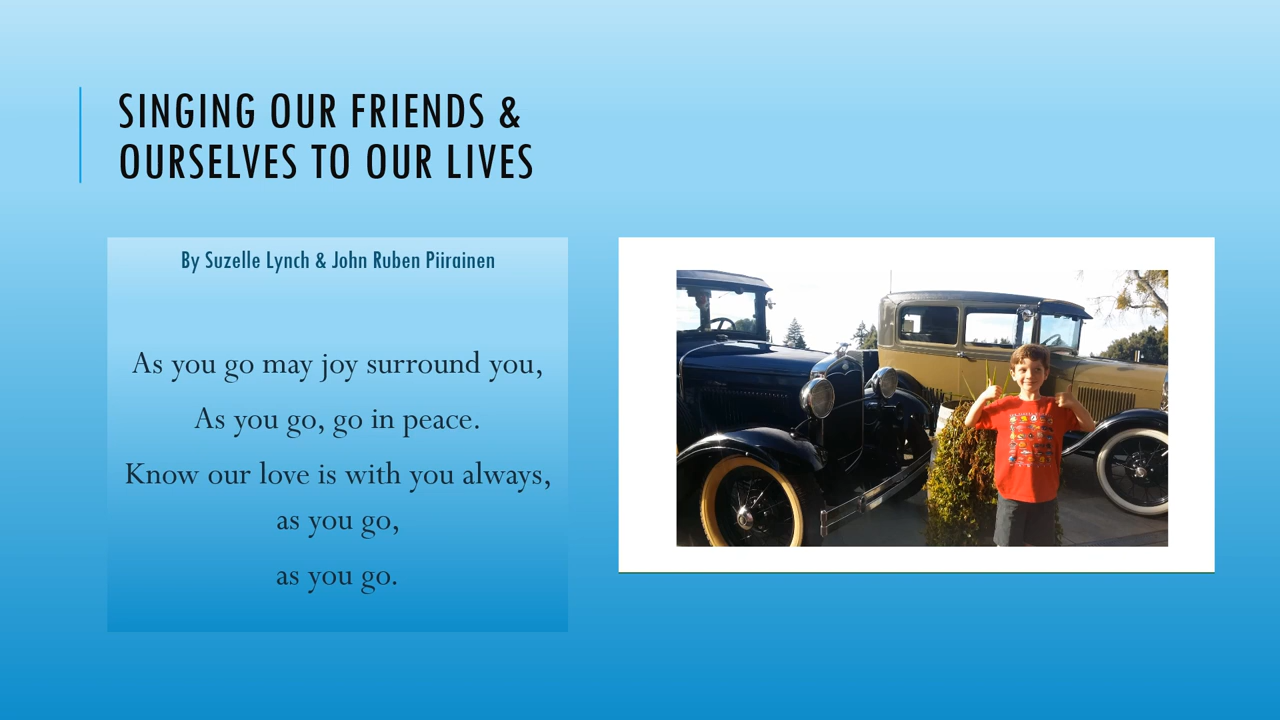 SINGING OUR FRIENDS &
OURSELVES TO OUR LIVES
By Suzelle Lynch & John Ruben Piirainen
As you go may joy surround you,
As you go, go in peace.
Know our love is with you always,
as you go,
as you go.